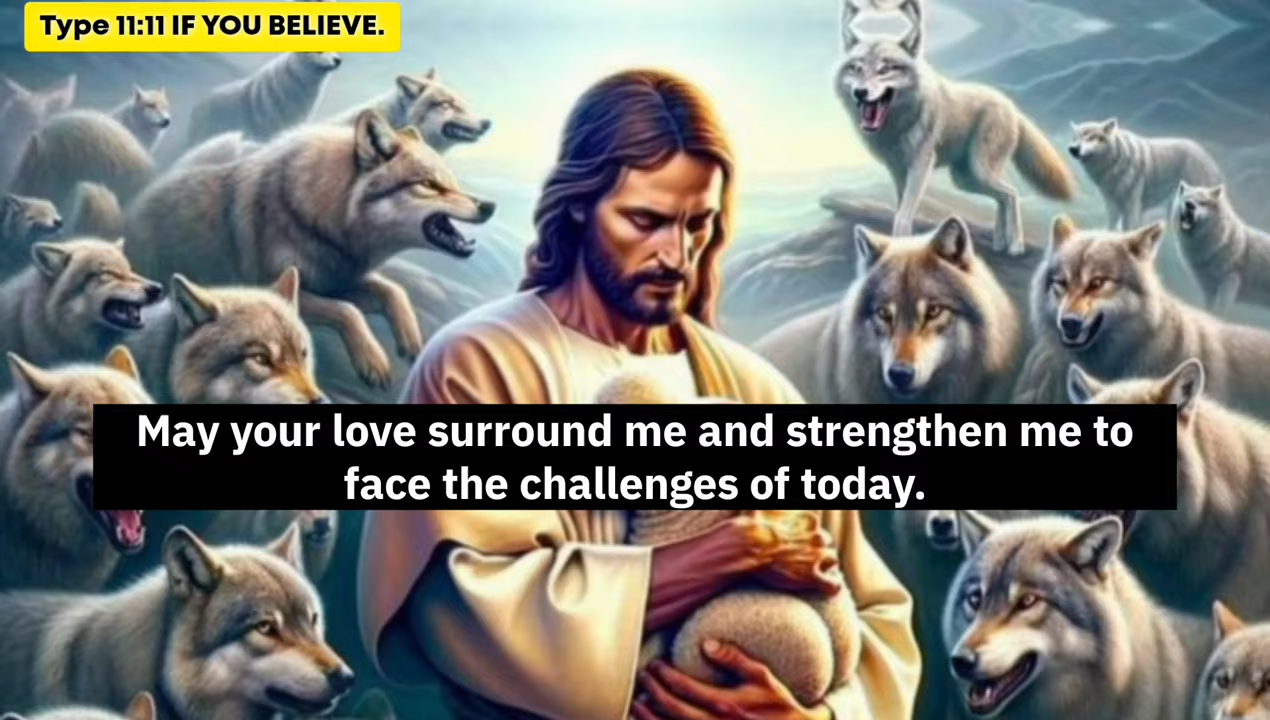 Type 11:11 IF YOU BELIEVE.
May your love surround me and strengthen me to
face the challenges of today.